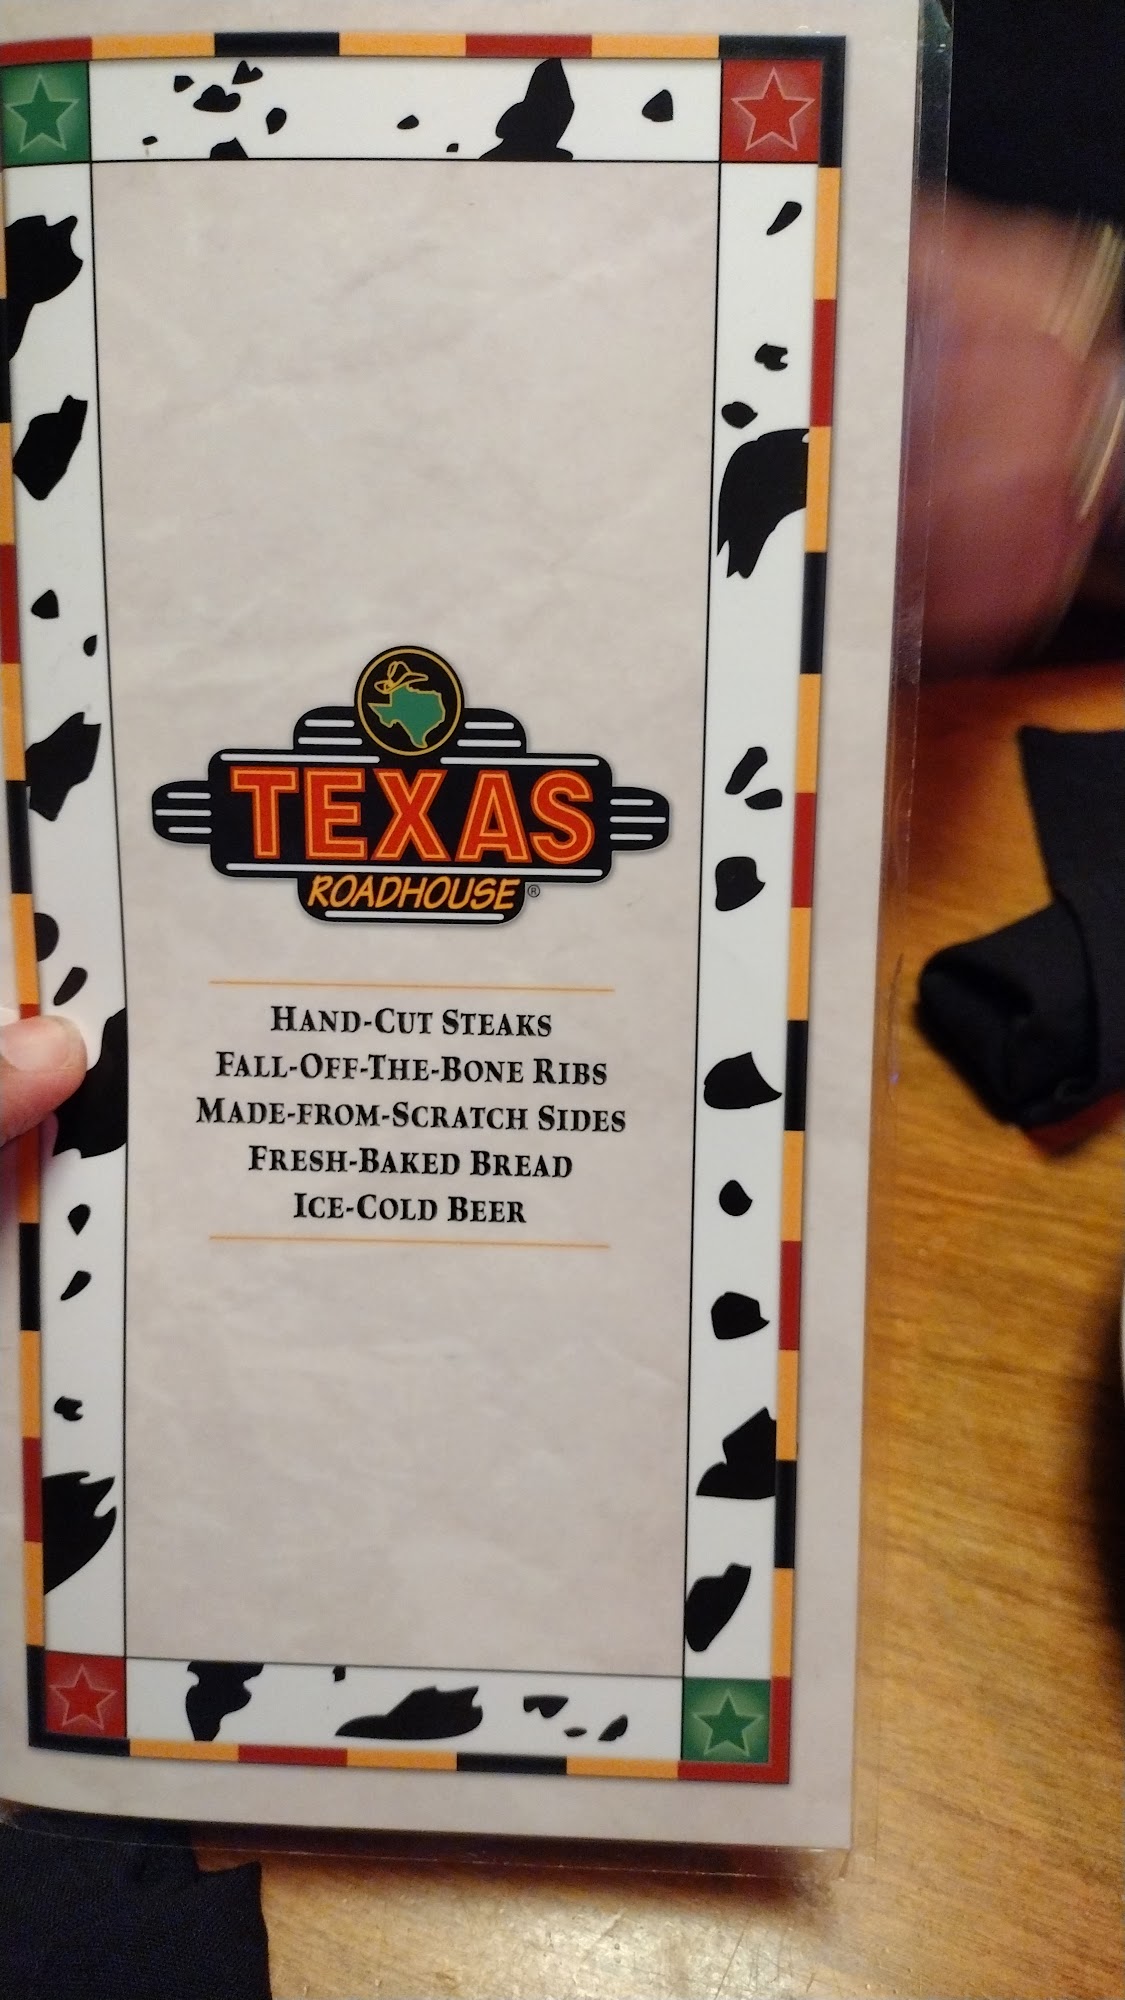 TEXAS
ROADHOUSE®
HAND-CUT STEAKS
FALL-OFF-THE-BONE RIBS
MADE-FROM-SCRATCH SIDES
FRESH-BAKED BREAD
ICE-COLD BEER